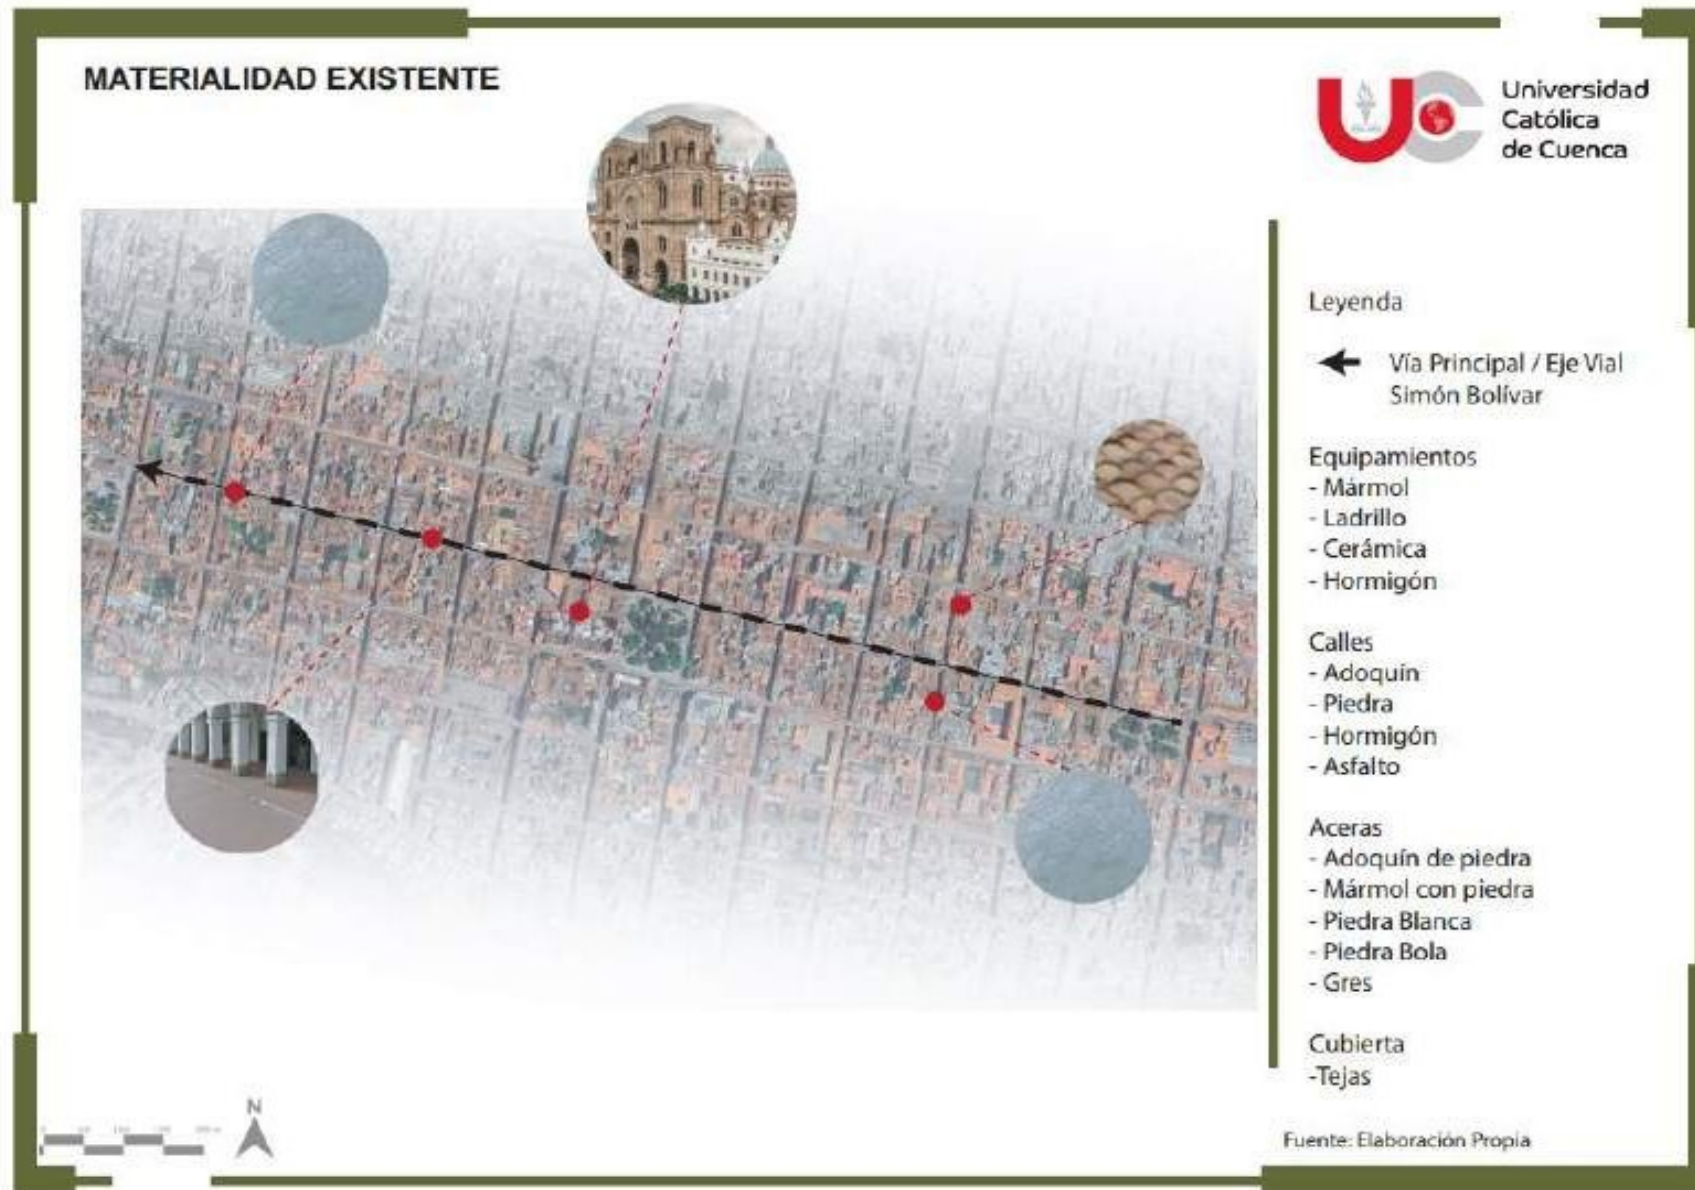 MATERIALIDAD EXISTENTE
Universidad
Católica
de Cuenca
Leyenda
Vía Principal / Eje Vial
Simón Bolívar
Equipamientos
- Mármol
- Ladrillo
- Cerámica
- Hormigón
Calles
- Adoquín
- Piedra
- Hormigón
- Asfalto
Aceras
- Adoquín de piedra
- Mármol con piedra
- Piedra Blanca
- Piedra Bola
- Gres
Cubierta
-Tejas
N
Fuente: Elaboración Propia